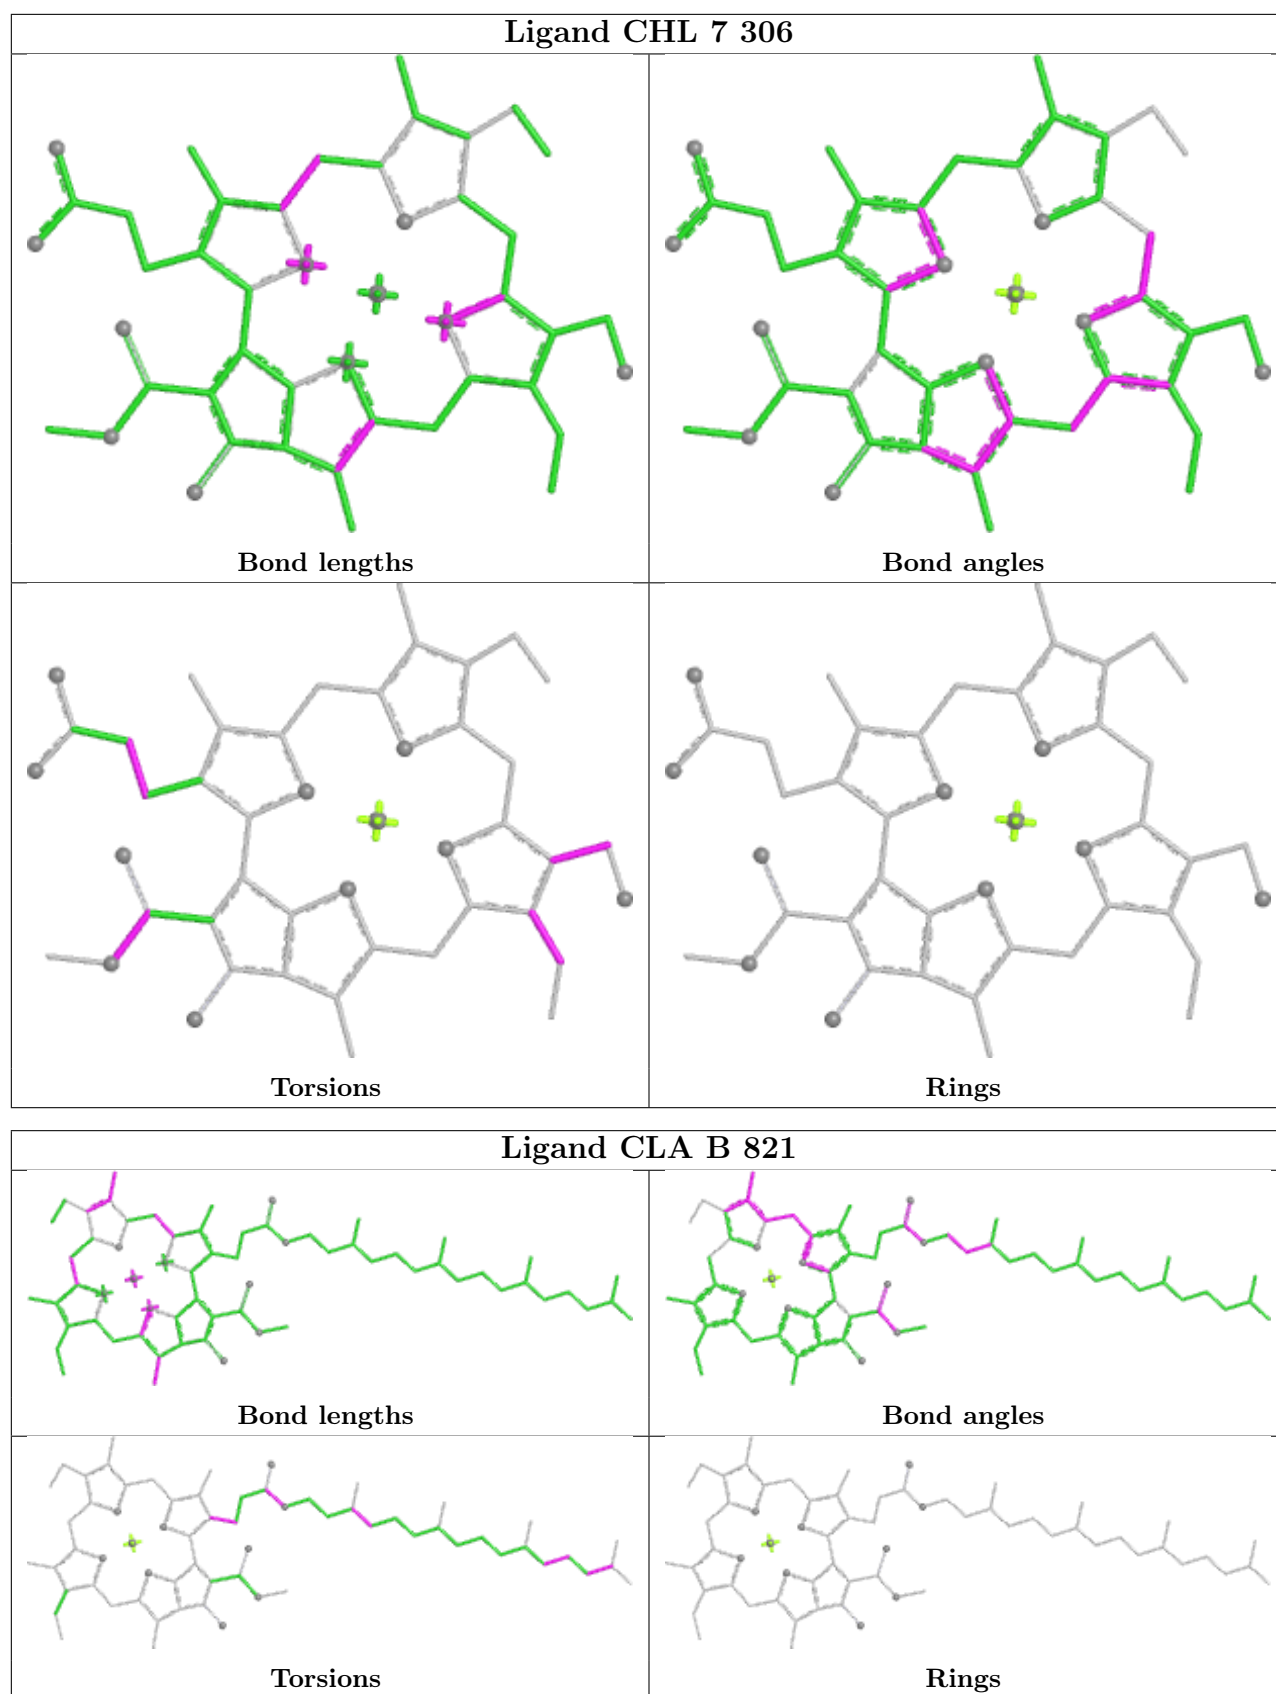 Ligand CHL 7 306
Bond lengths
Bond angles
Torsions
Rings
Ligand CLA B 821
Bond lengths
Bond angles
Torsions
Rings